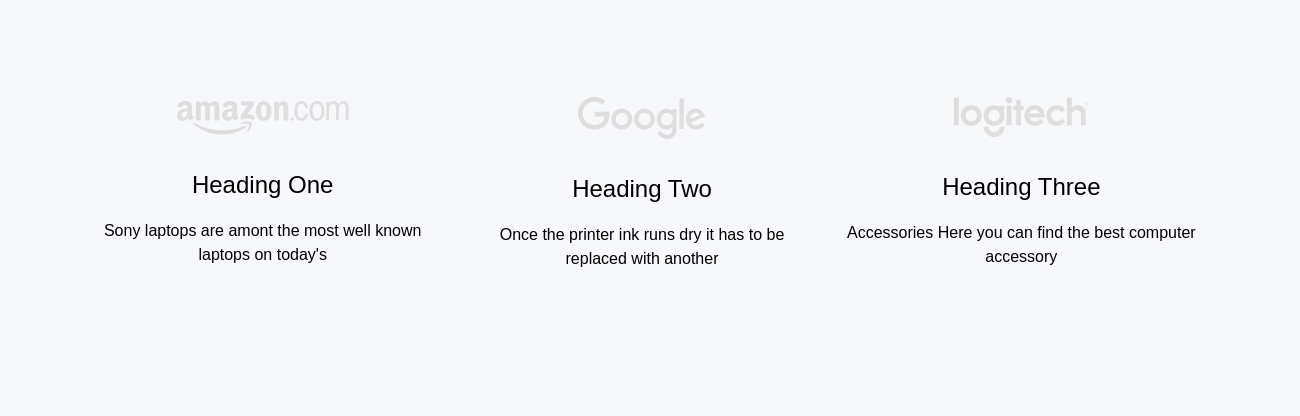 amazon.com
Google
logitech
Heading One
Heading Two
Heading Three
Sony laptops are amont the most well known
laptops on today's
Once the printer ink runs dry it has to be
replaced with another
Accessories Here you can find the best computer
accessory